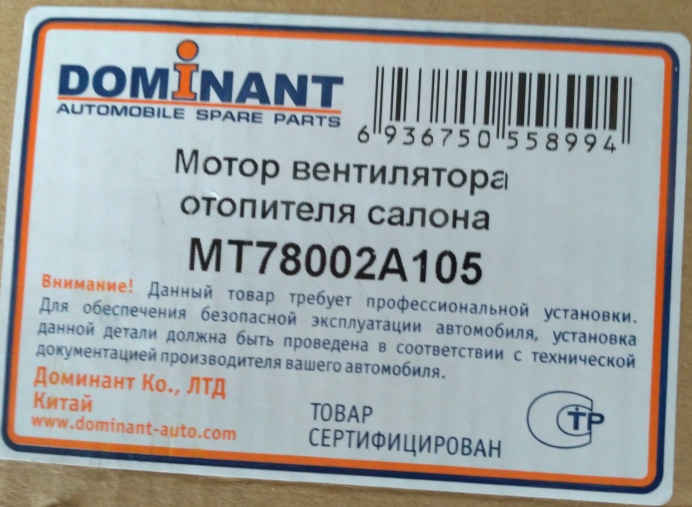 DOMINANT
AUTOMOBILE SPARE PARTS
6 936750 558994
Мотор вентилятора
отопителя салона
MT78002A105
Внимание! Данный товар требует профессиональной установки.
Для обеспечения безопасной эксплуатации автомобиля, установка
данной детали должна быть проведена в соответствии с технической
документацией производителя вашего автомобиля.
Доминант Ко., ЛТД
Китай
www.dominant-auto.com
ТОВАР
СЕРТИФИЦИРОВАН
СТР